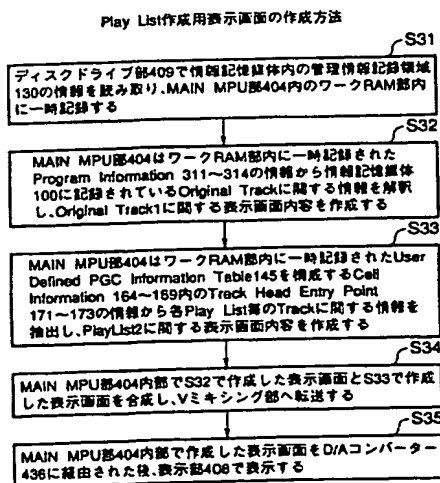 Play List作成用表示画面の作成方法
S31
ディスクドライブ部409で情報記憶媒体内の管理情報記録領域
130の情報を読み取り、MAIN MPU部404内のワークRAM部内
に一時記録する
S32
MAIN MPU部404はワークRAM部内に一時記録された
Program Information 311〜314の情報から情報記憶媒体
100に記録されているOriginal Trackに関する情報を解釈
し、Original Track1に関する表示画面内容を作成する
S33
MAIN MPU部404はワークRAM部内に一時記録されたUser
Defined PGC Information Table145を構成するCell
Information 164〜169内のTrack Head Entry Point
171〜173の情報から各Play List毎のTrackに関する情報を
抽出し、PlayList2に関する表示画面内容を作成する
S34
MAIN MPU部404内部でS32で作成した表示画面とS33で作成
した表示画面を合成し、Vミキシング部へ転送する
S35
MAIN MPU部404内部で作成した表示画面をD/Aコンバーター
436に経由された後、表示部408で表示する